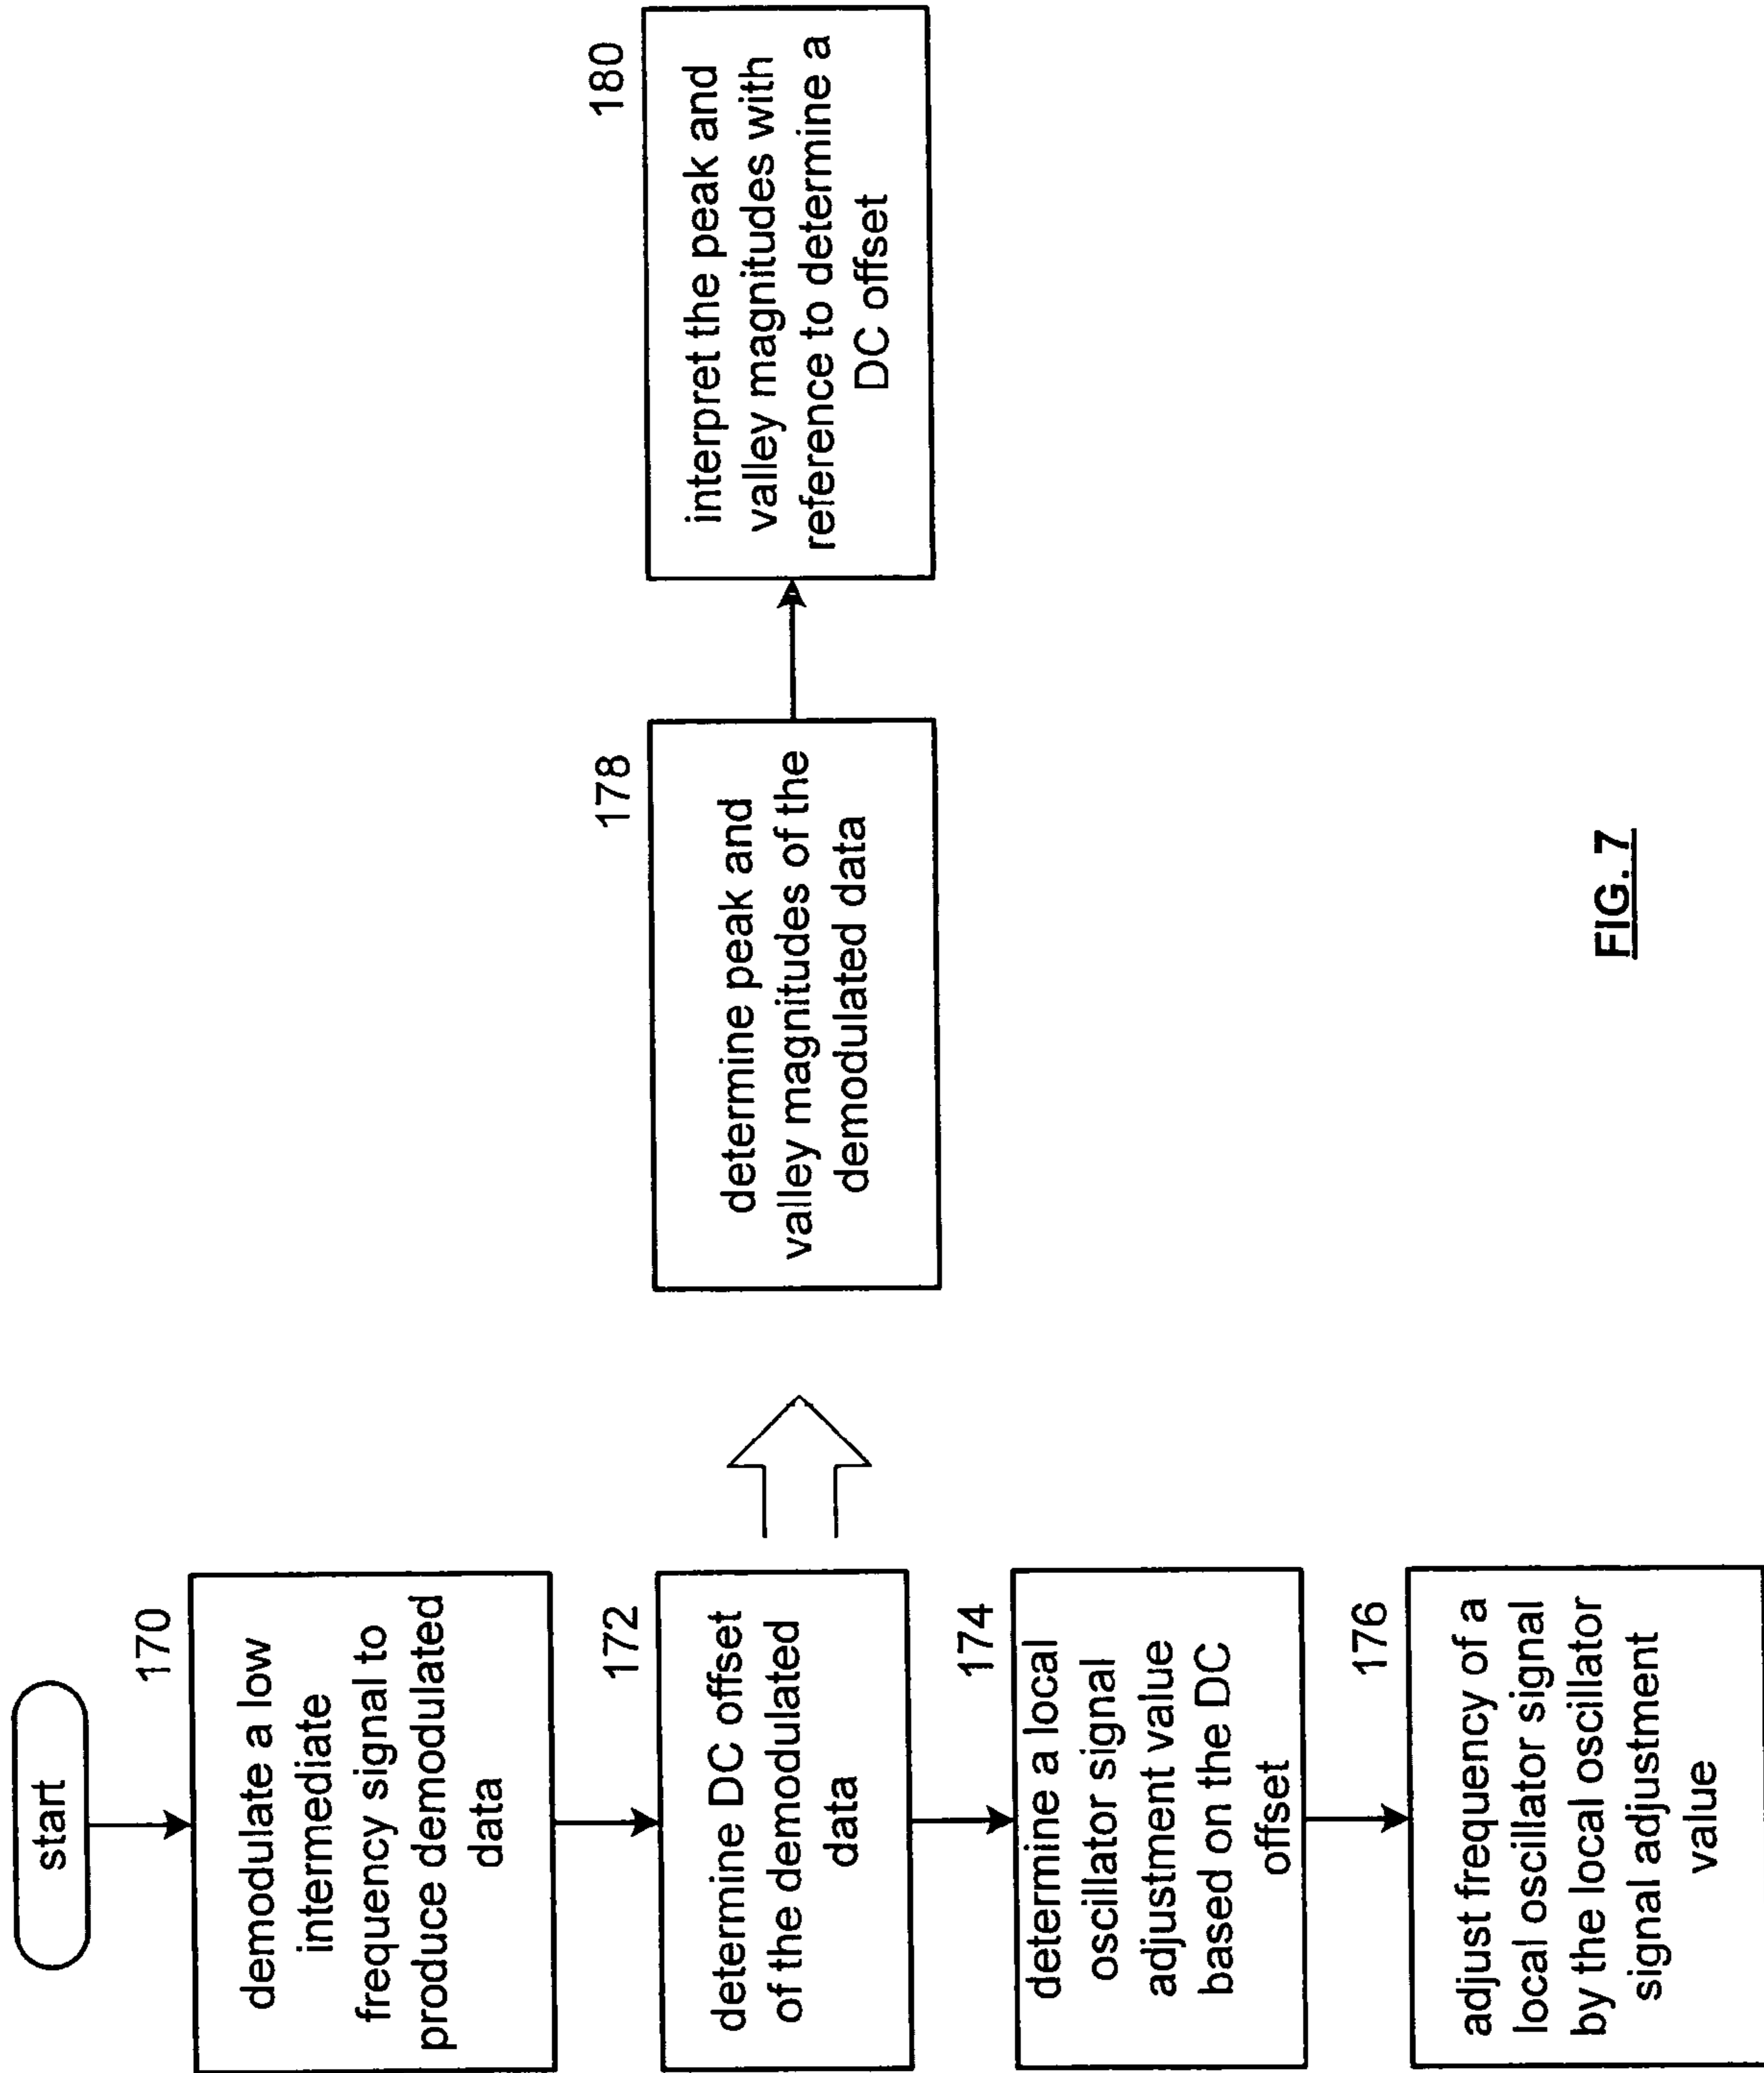 start
170
demodulate a low
intermediate
frequency signal to
produce demodulated
data
172
determine DC offset
of the demodulated
data
174
determine a local
oscillator signal
adjustment value
based on the DC
offset
176
adjust frequency of a
local oscillator signal
by the local oscillator
signal adjustment
value
178
determine peak and
valley magnitudes of the
demodulated data
180
interpret the peak and
valley magnitudes with
reference to determine a
DC offset
FIG. 7